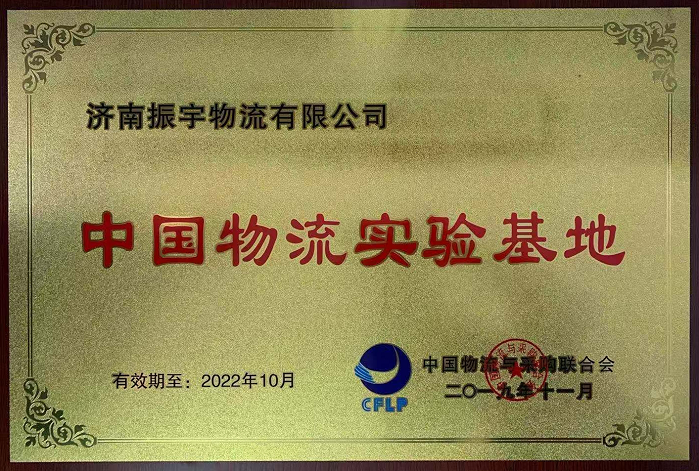 济南振宇物流有限公司
中国物流实验基地
有效期至：2022年10月
CFLP
中国物流与采购联合会
二〇一九年十一月